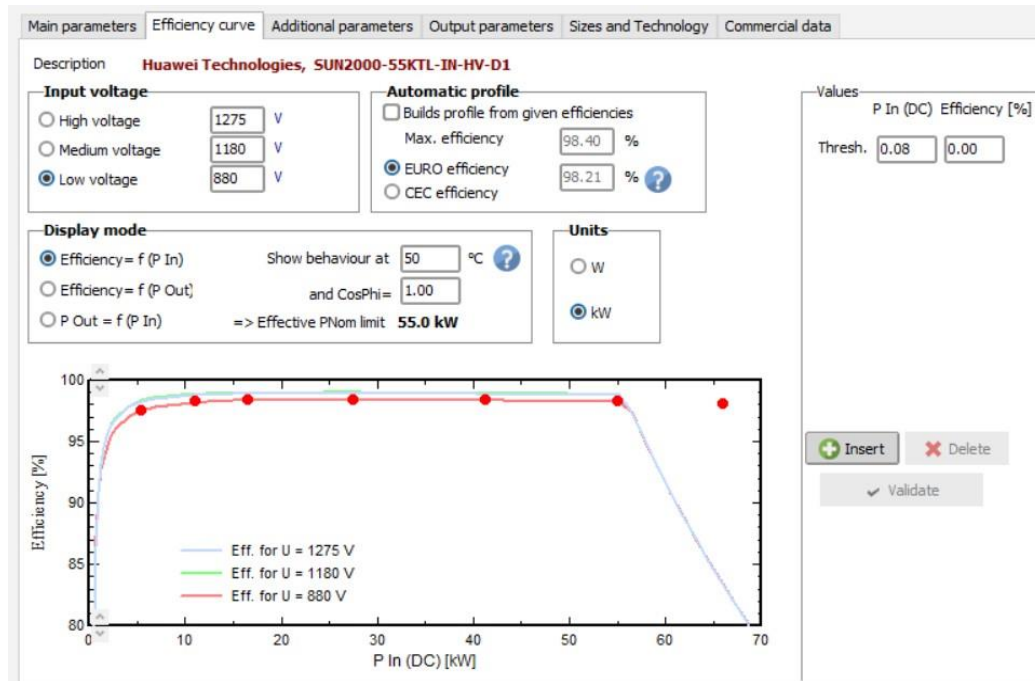 Main parameters Efficiency curve Additional parameters Output parameters Sizes and Technology Commercial data
Description Huawei Technologies, SUN2000-55KTL-IN-HV-D1
Input voltage
High voltage 1275 V
Medium voltage 1180 V
Low voltage 880 V
Automatic profile
Builds profile from given efficiencies
Max. efficiency 98.40 %
EURO efficiency 98.21 % ?
CEC efficiency
Values
P In (DC) Efficiency [%]
Thresh. 0.08 0.00
Display mode
Efficiency= f (P In) Show behaviour at 50 °C ?
Efficiency= f (P Out) and CosPhi= 1.00
P Out = f (P In) => Effective PNom limit 55.0 kW
Units
W
kW
Insert Delete
Validate
100
95
90
85
80
Efficiency [%]
Eff. for U = 1275 V
Eff. for U = 1180 V
Eff. for U = 880 V
0 10 20 30 40 50 60 70
P In (DC) [kW]